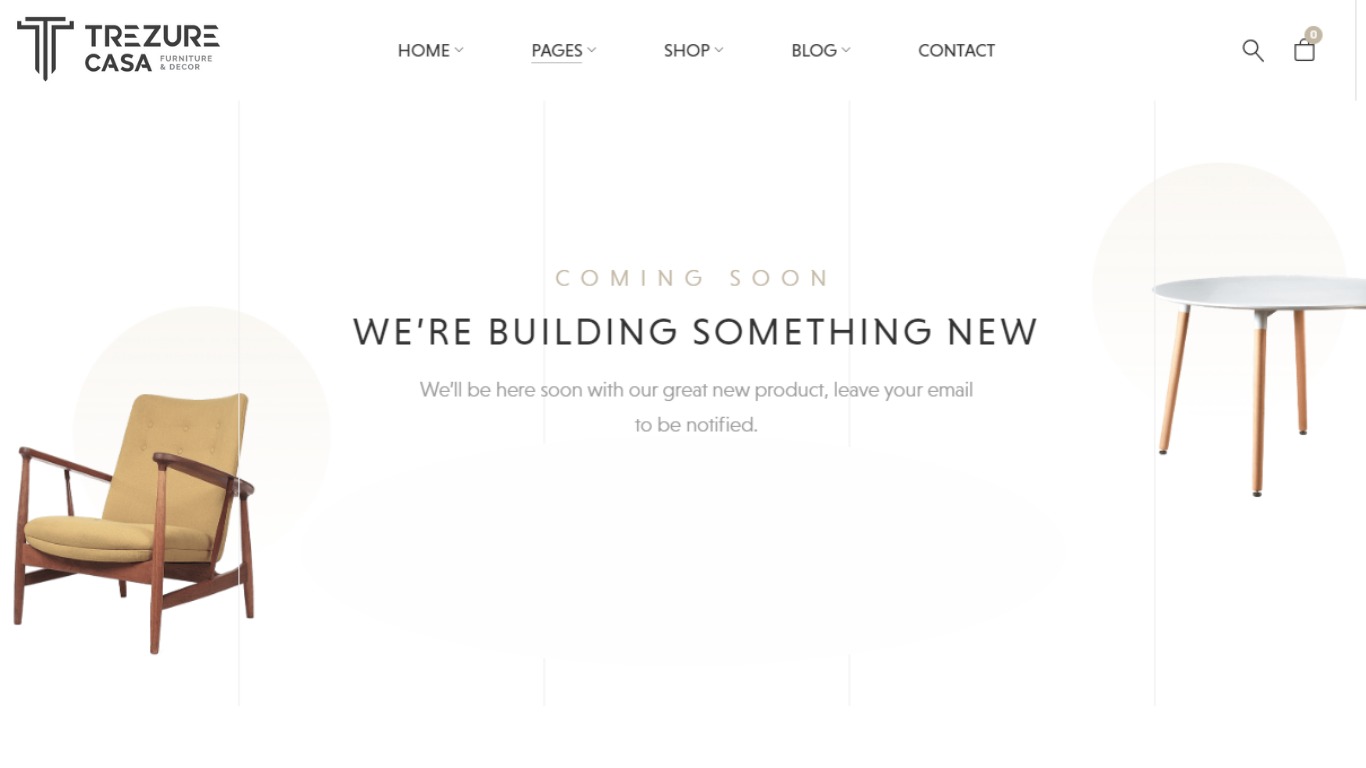 TREZURE
CASA FURNITURE
& DECOR
HOME PAGES SHOP BLOG CONTACT
0
COMING SOON
WE'RE BUILDING SOMETHING NEW
We'll be here soon with our great new product, leave your email
to be notified.